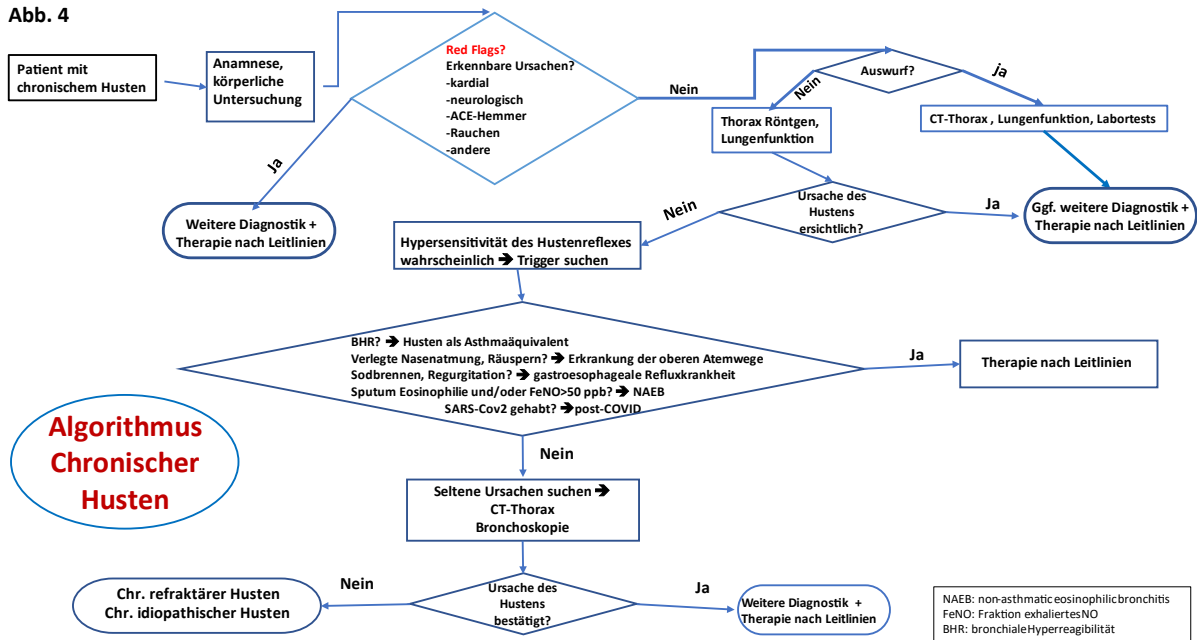 Abb. 4
Patient mit
chronischem Husten
Anamnese,
körperliche
Untersuchung
Red Flags?
Erkennbare Ursachen?
-kardial
-neurologisch
-ACE-Hemmer
-Rauchen
-andere
Nein
Auswurf?
ja
Nein
Thorax Röntgen,
Lungenfunktion
CT-Thorax , Lungenfunktion, Labortests
Ja
Weitere Diagnostik +
Therapie nach Leitlinien
Ursache des
Hustens
ersichtlich?
Ja
Ggf. weitere Diagnostik +
Therapie nach Leitlinien
Nein
Hypersensitivität des Hustenreflexes
wahrscheinlich ➔ Trigger suchen
BHR? ➔ Husten als Asthmaäquivalent
Verlegte Nasenatmung, Räuspern? ➔ Erkrankung der oberen Atemwege
Sodbrennen, Regurgitation? ➔ gastroesophageale Refluxkrankheit
Sputum Eosinophilie und/oder FeNO>50 ppb? ➔ NAEB
SARS-Cov2 gehabt? ➔post-COVID
Ja
Therapie nach Leitlinien
Algorithmus
Chronischer
Husten
Nein
Seltene Ursachen suchen ➔
CT-Thorax
Bronchoskopie
Ursache des
Hustens
bestätigt?
Nein
Chr. refraktärer Husten
Chr. idiopathischer Husten
Ja
Weitere Diagnostik +
Therapie nach Leitlinien
NAEB: non-asthmatic eosinophilic bronchitis
FeNO: Fraktion exhaliertes NO
BHR: bronchiale Hyperreagibilität